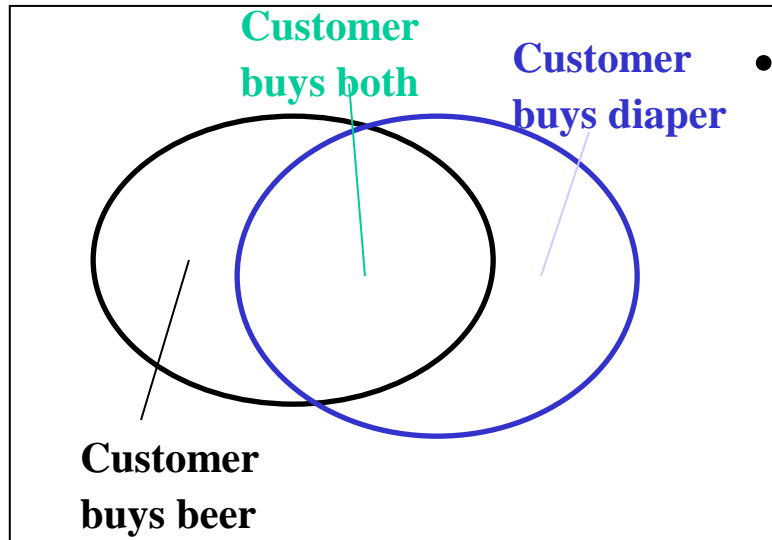 Customer
buys both
Customer
buys diaper
•
Customer
buys beer